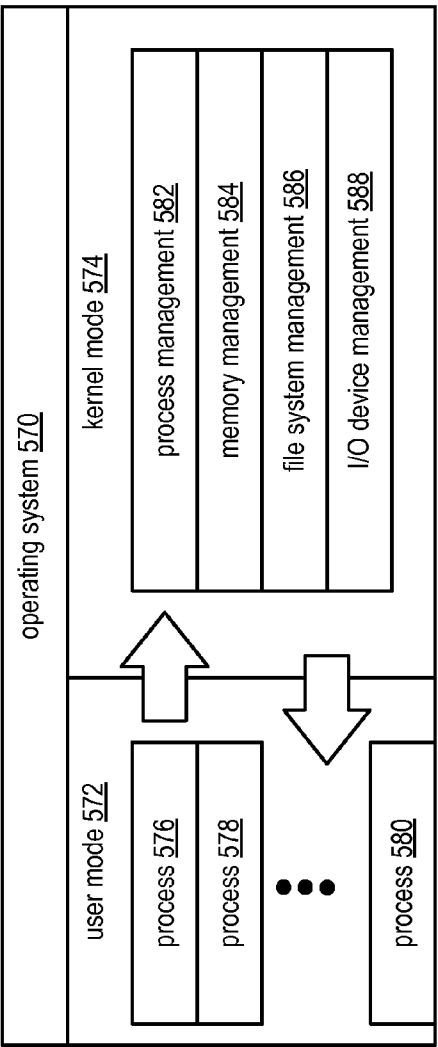 operating system 570
user mode 572
process 576
process 578
process 580
kernel mode 574
process management 582
memory management 584
file system management 586
I/O device management 588